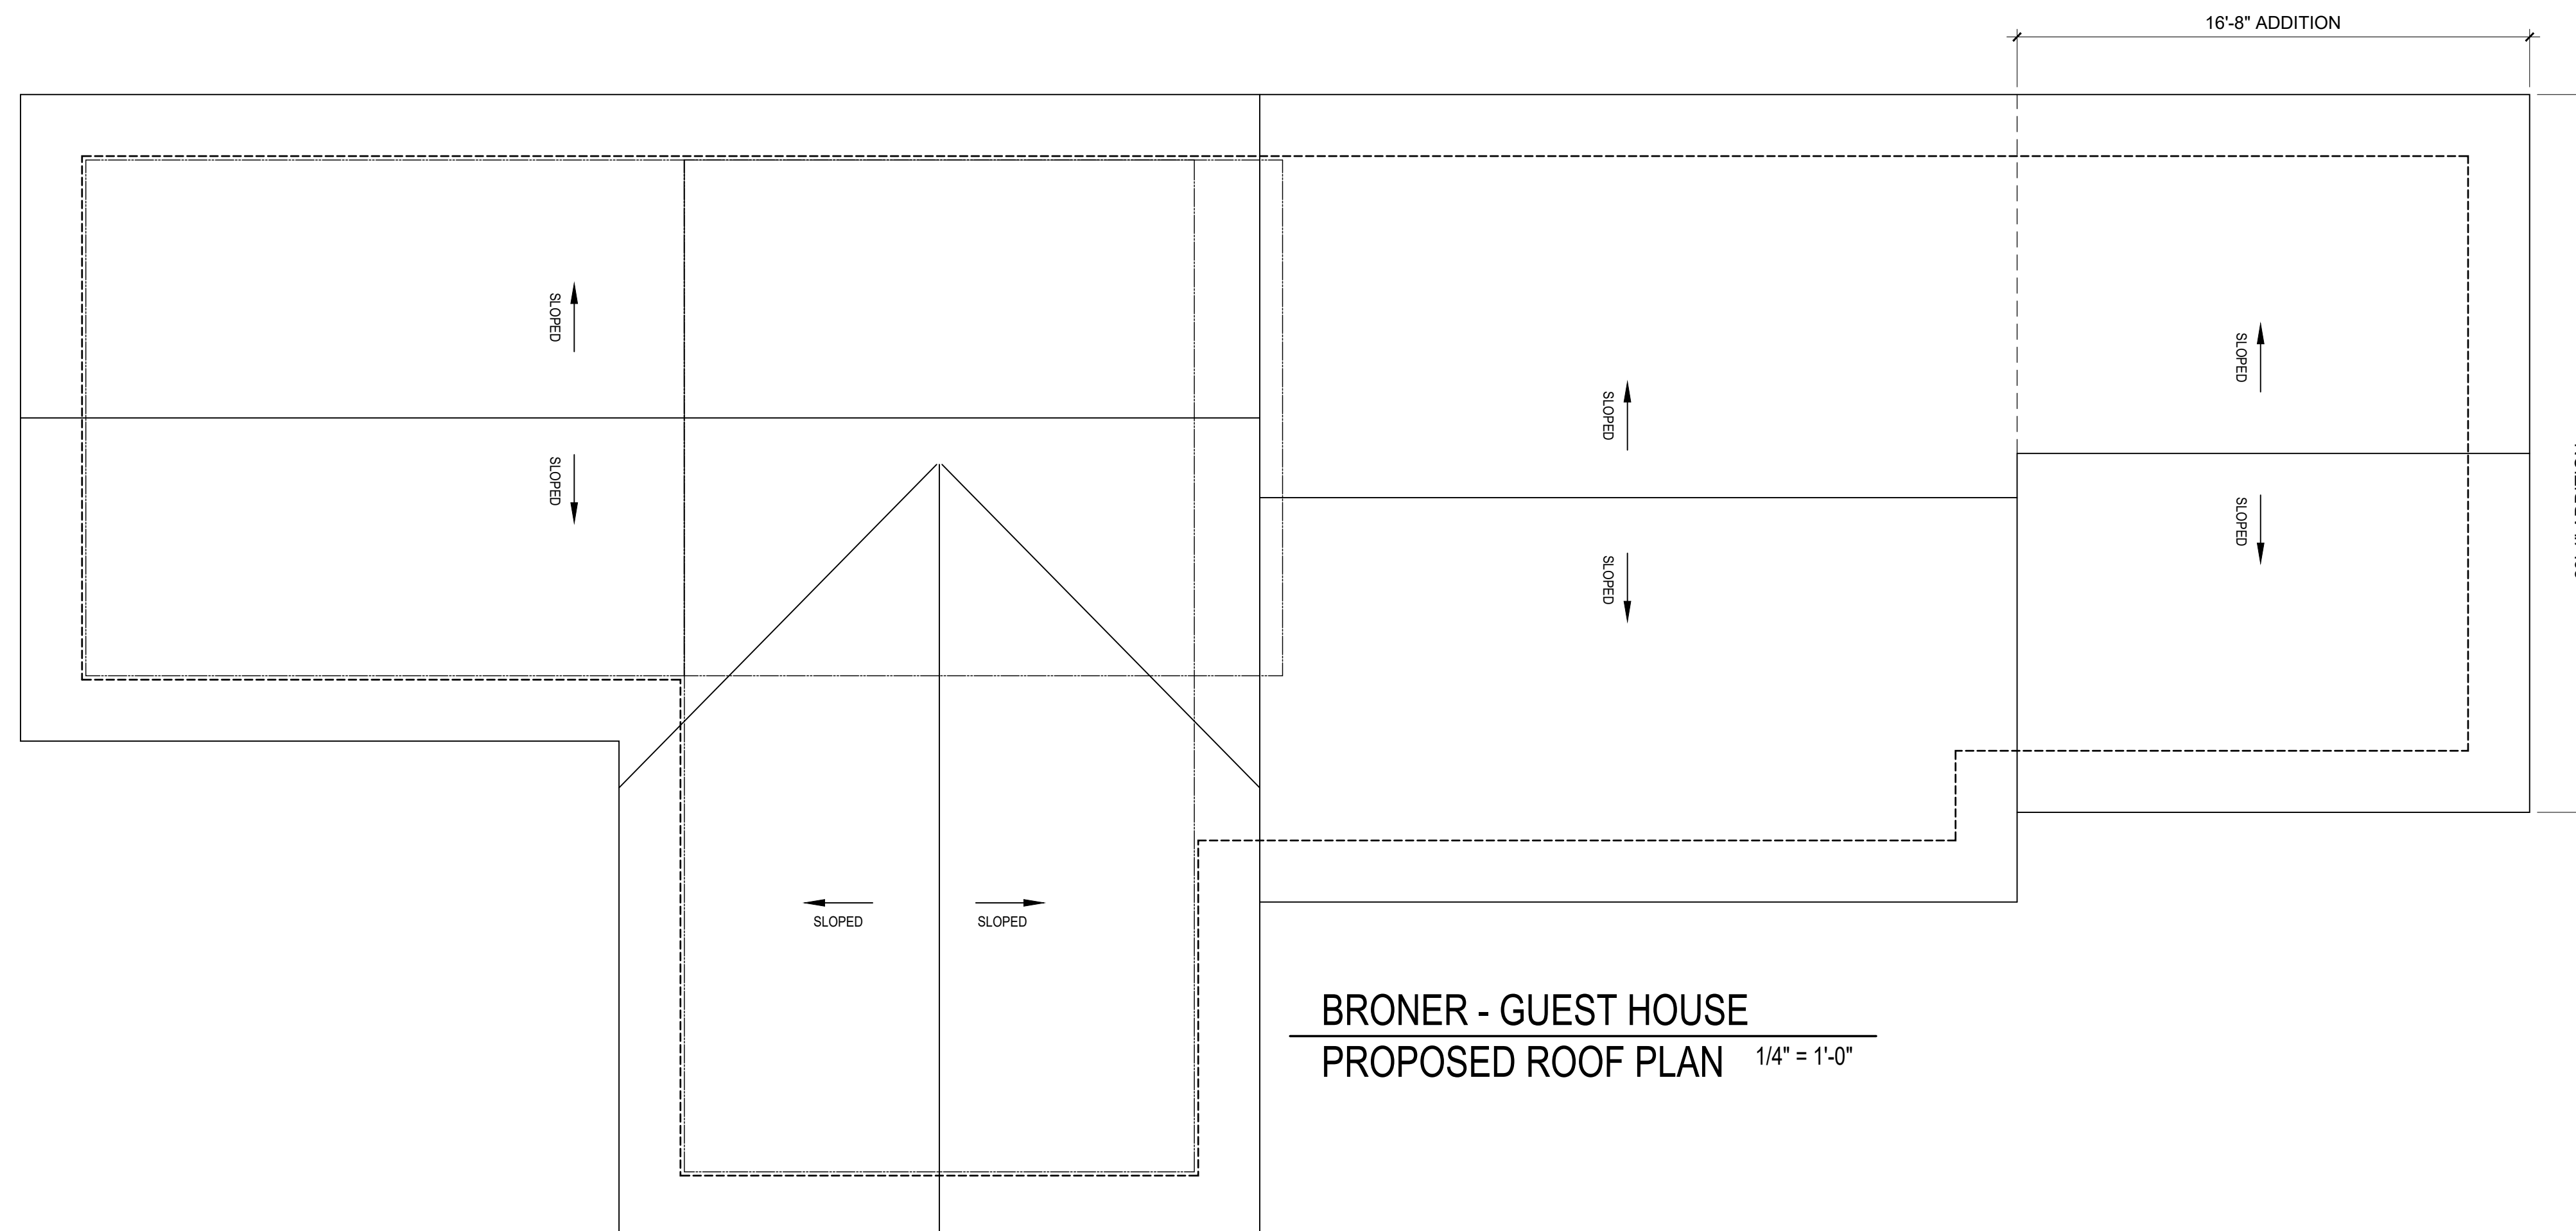 16'-8" ADDITION
SLOPED
SLOPED
SLOPED
SLOPED
SLOPED
SLOPED
SLOPED
SLOPED
BRONER - GUEST HOUSE
PROPOSED ROOF PLAN 1/4" = 1'-0"